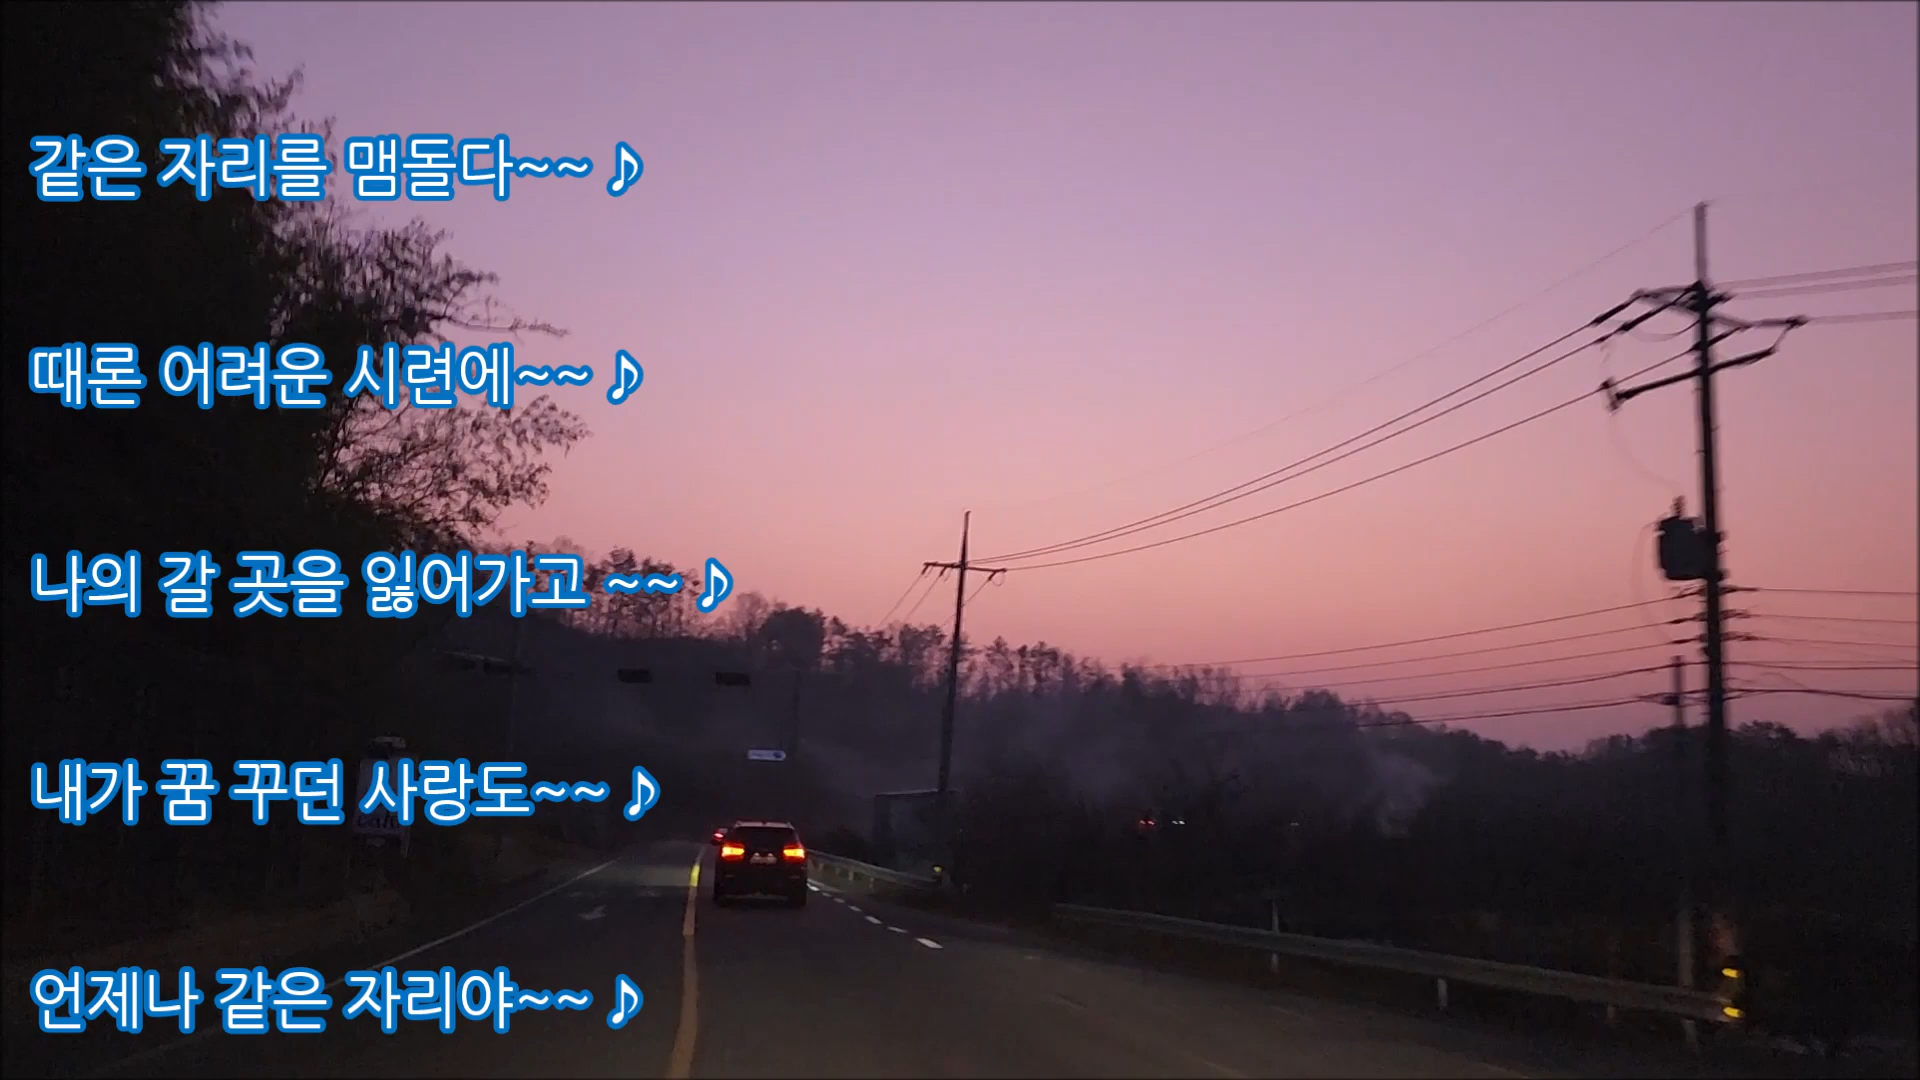 같은 자리를 맴돌다~~♪
때론 어려운 시련에~~♪
나의 갈 곳을 잃어가고 ~~♪
내가 꿈 꾸던 사랑도~~♪
언제나 같은 자리야~~♪